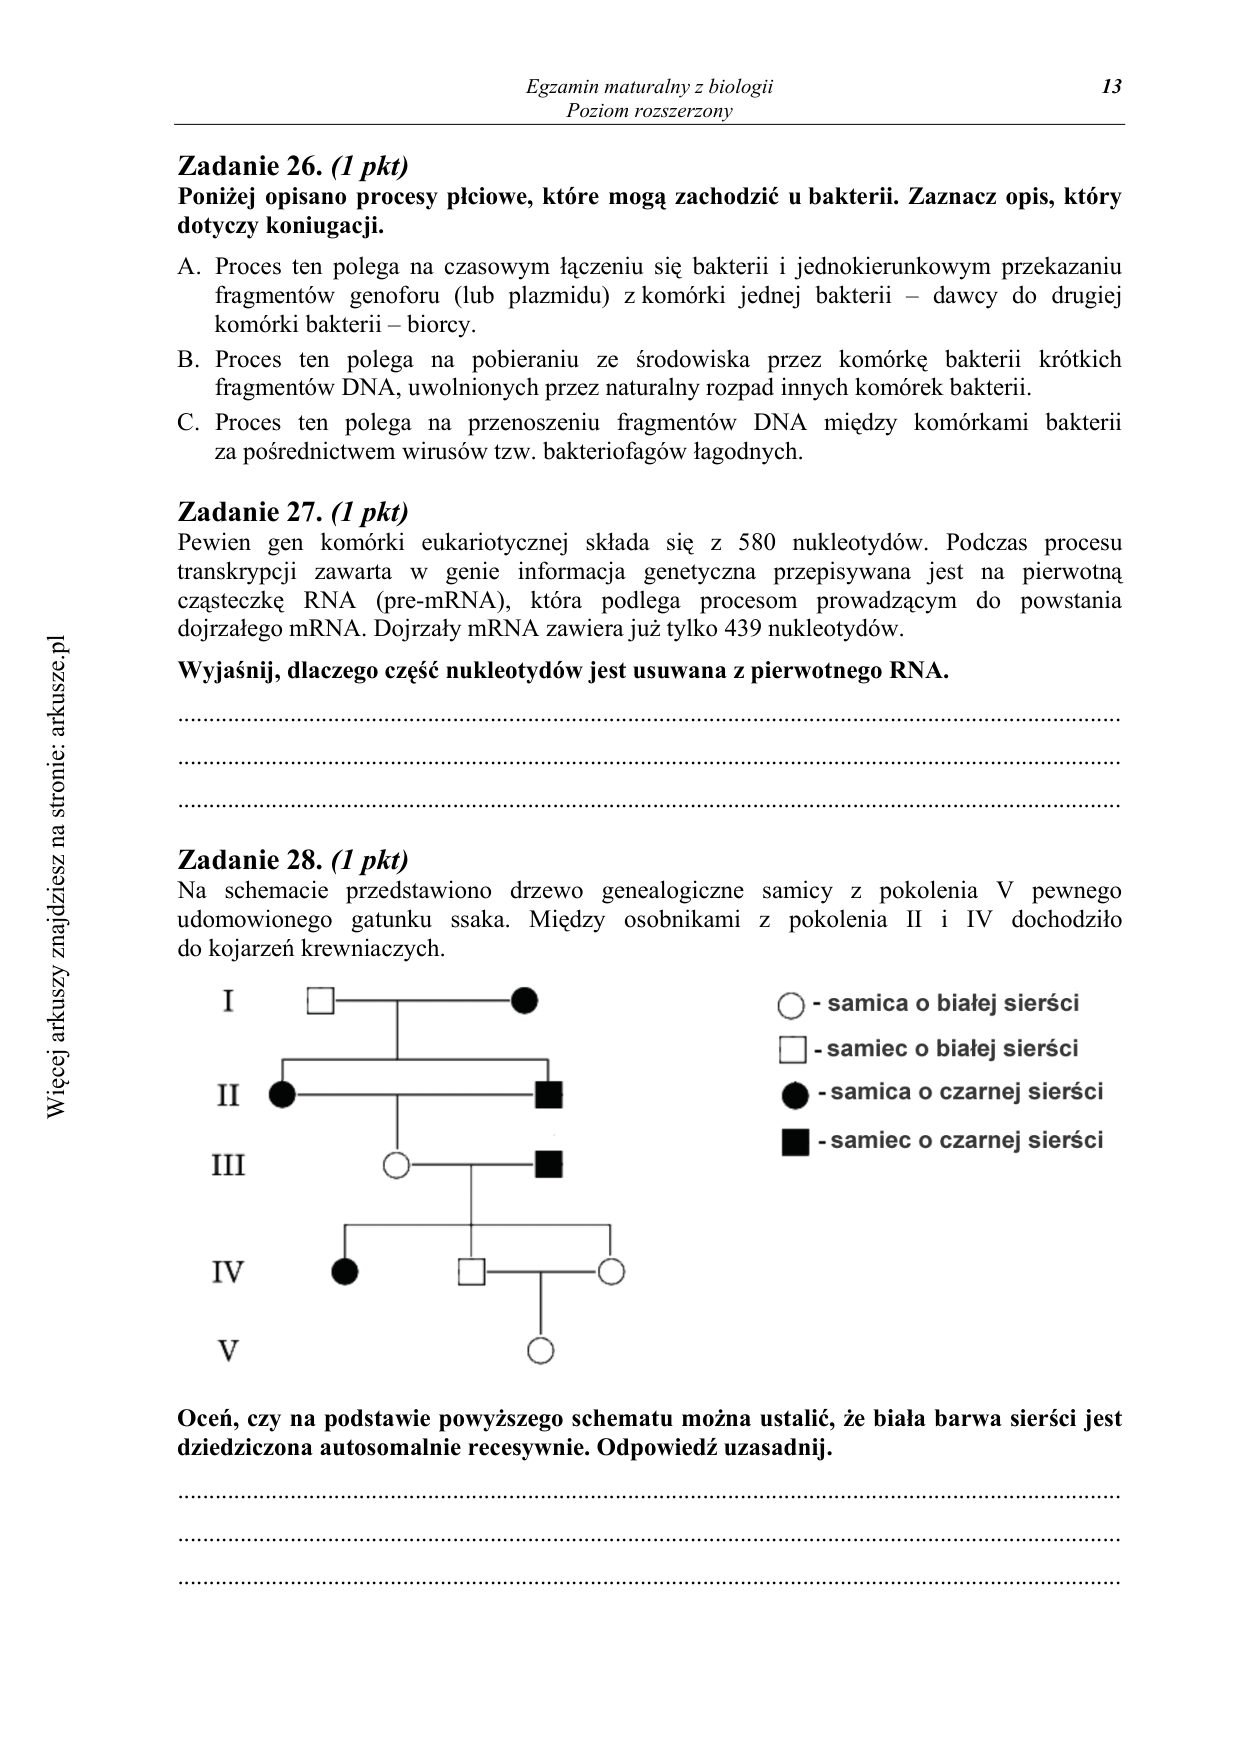 Egzamin maturalny z biologii
13
Poziom rozszerzony
Zadanie 26. (1 pkt)
Poniżej opisano procesy płciowe, które mogą zachodzić u bakterii. Zaznacz opis, który
dotyczy koniugacji.
A. Proces ten polega na czasowym łączeniu się bakterii i jednokierunkowym przekazaniu
fragmentów genoforu (lub plazmidu) z komórki jednej bakterii – dawcy do drugiej
komórki bakterii – biorcy.
B. Proces ten polega na pobieraniu ze środowiska przez komórkę bakterii krótkich
fragmentów DNA, uwolnionych przez naturalny rozpad innych komórek bakterii.
C. Proces ten polega na przenoszeniu fragmentów DNA między komórkami bakterii
za pośrednictwem wirusów tzw. bakteriofagów łagodnych.
Zadanie 27. (1 pkt)
Pewien gen komórki eukariotycznej składa się z 580 nukleotydów. Podczas procesu
transkrypcji zawarta w genie informacja genetyczna przepisywana jest na pierwotną
cząsteczkę RNA (pre-mRNA), która podlega procesom prowadzącym do powstania
dojrzałego mRNA. Dojrzały mRNA zawiera już tylko 439 nukleotydów.
Wyjaśnij, dlaczego część nukleotydów jest usuwana z pierwotnego RNA.
Zadanie 28. (1 pkt)
Na schemacie przedstawiono drzewo genealogiczne samicy z pokolenia V pewnego
udomowionego gatunku ssaka. Między osobnikami z pokolenia II i IV dochodziło
do kojarzeń krewniaczych.
I
II
III
IV
V
- samica o białej sierści
- samiec o białej sierści
- samica o czarnej sierści
- samiec o czarnej sierści
Oceń, czy na podstawie powyższego schematu można ustalić, że biała barwa sierści jest
dziedziczona autosomalnie recesywnie. Odpowiedź uzasadnij.
Więcej arkuszy znajdziesz na stronie: arkusze.pl